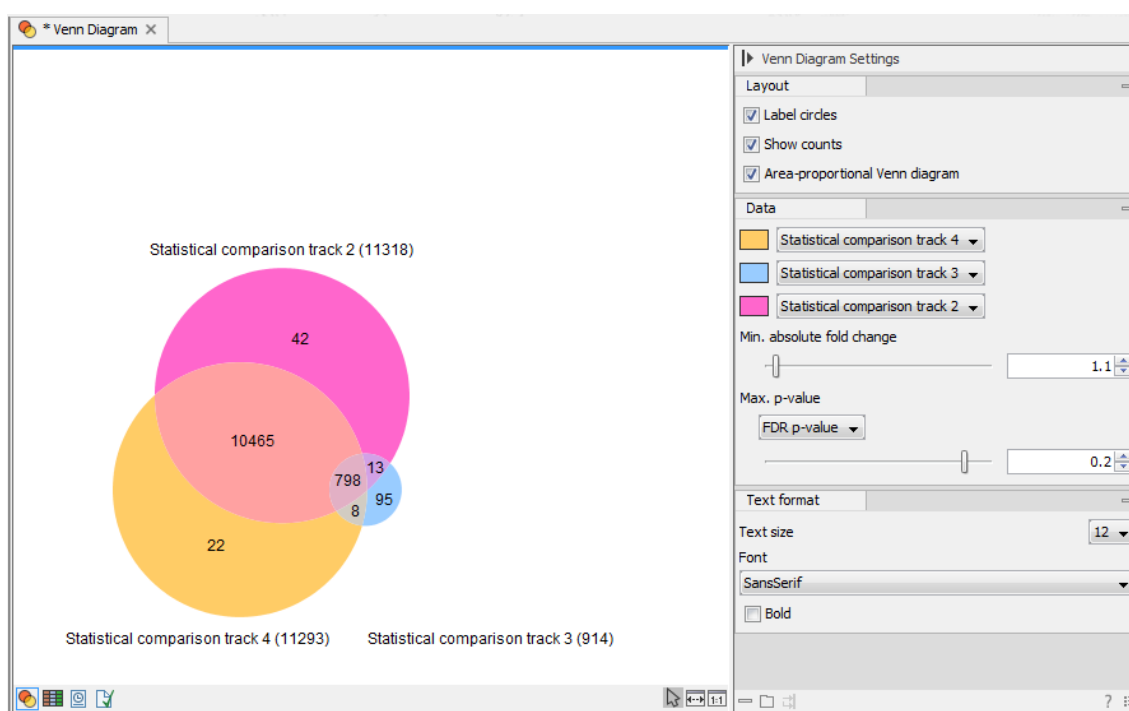 * Venn Diagram
Statistical comparison track 2 (11318)
42
10465
13
798
95
8
22
Statistical comparison track 4 (11293)
Statistical comparison track 3 (914)
1:1
Venn Diagram Settings
Layout
Label circles
Show counts
Area-proportional Venn diagram
Data
Statistical comparison track 4
Statistical comparison track 3
Statistical comparison track 2
Min. absolute fold change
1.1
Max. p-value
FDR p-value
0.2
Text format
Text size
12
Font
SansSerif
Bold
?